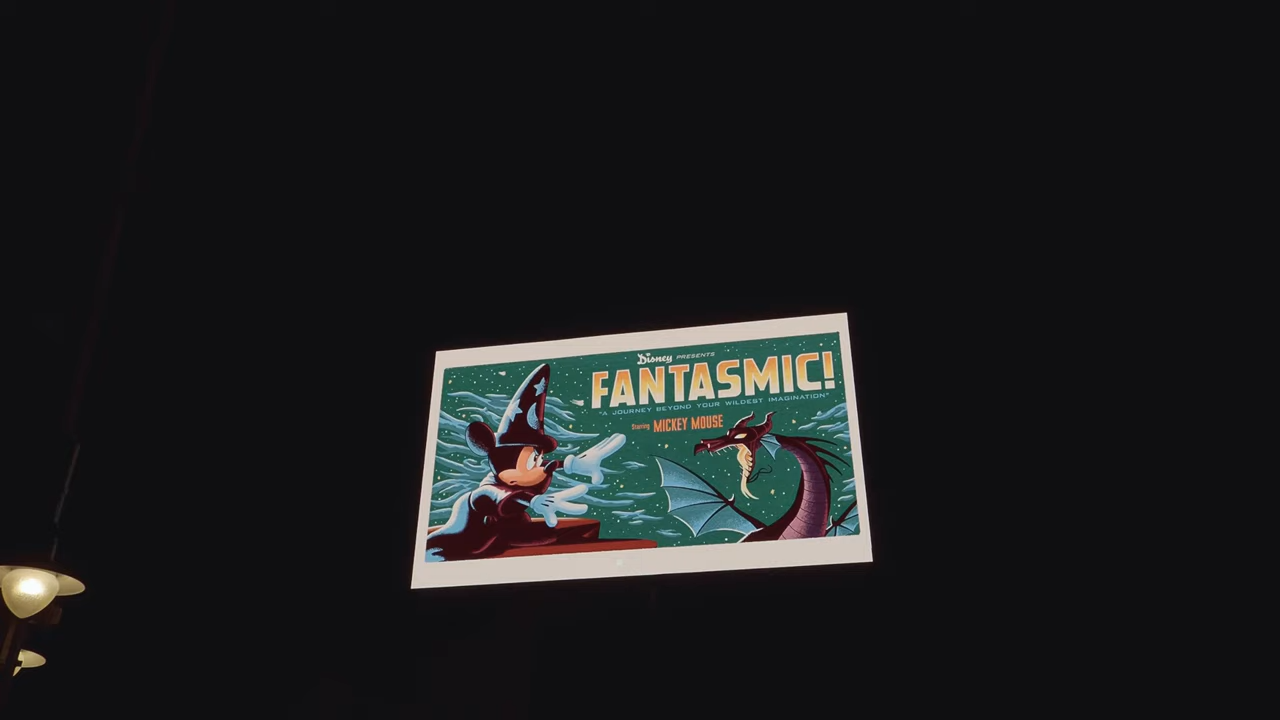 Disney PRESENTS
FANTASMIC!
"A JOURNEY BEYOND YOUR WILDEST IMAGINATION"
Starring MICKEY MOUSE